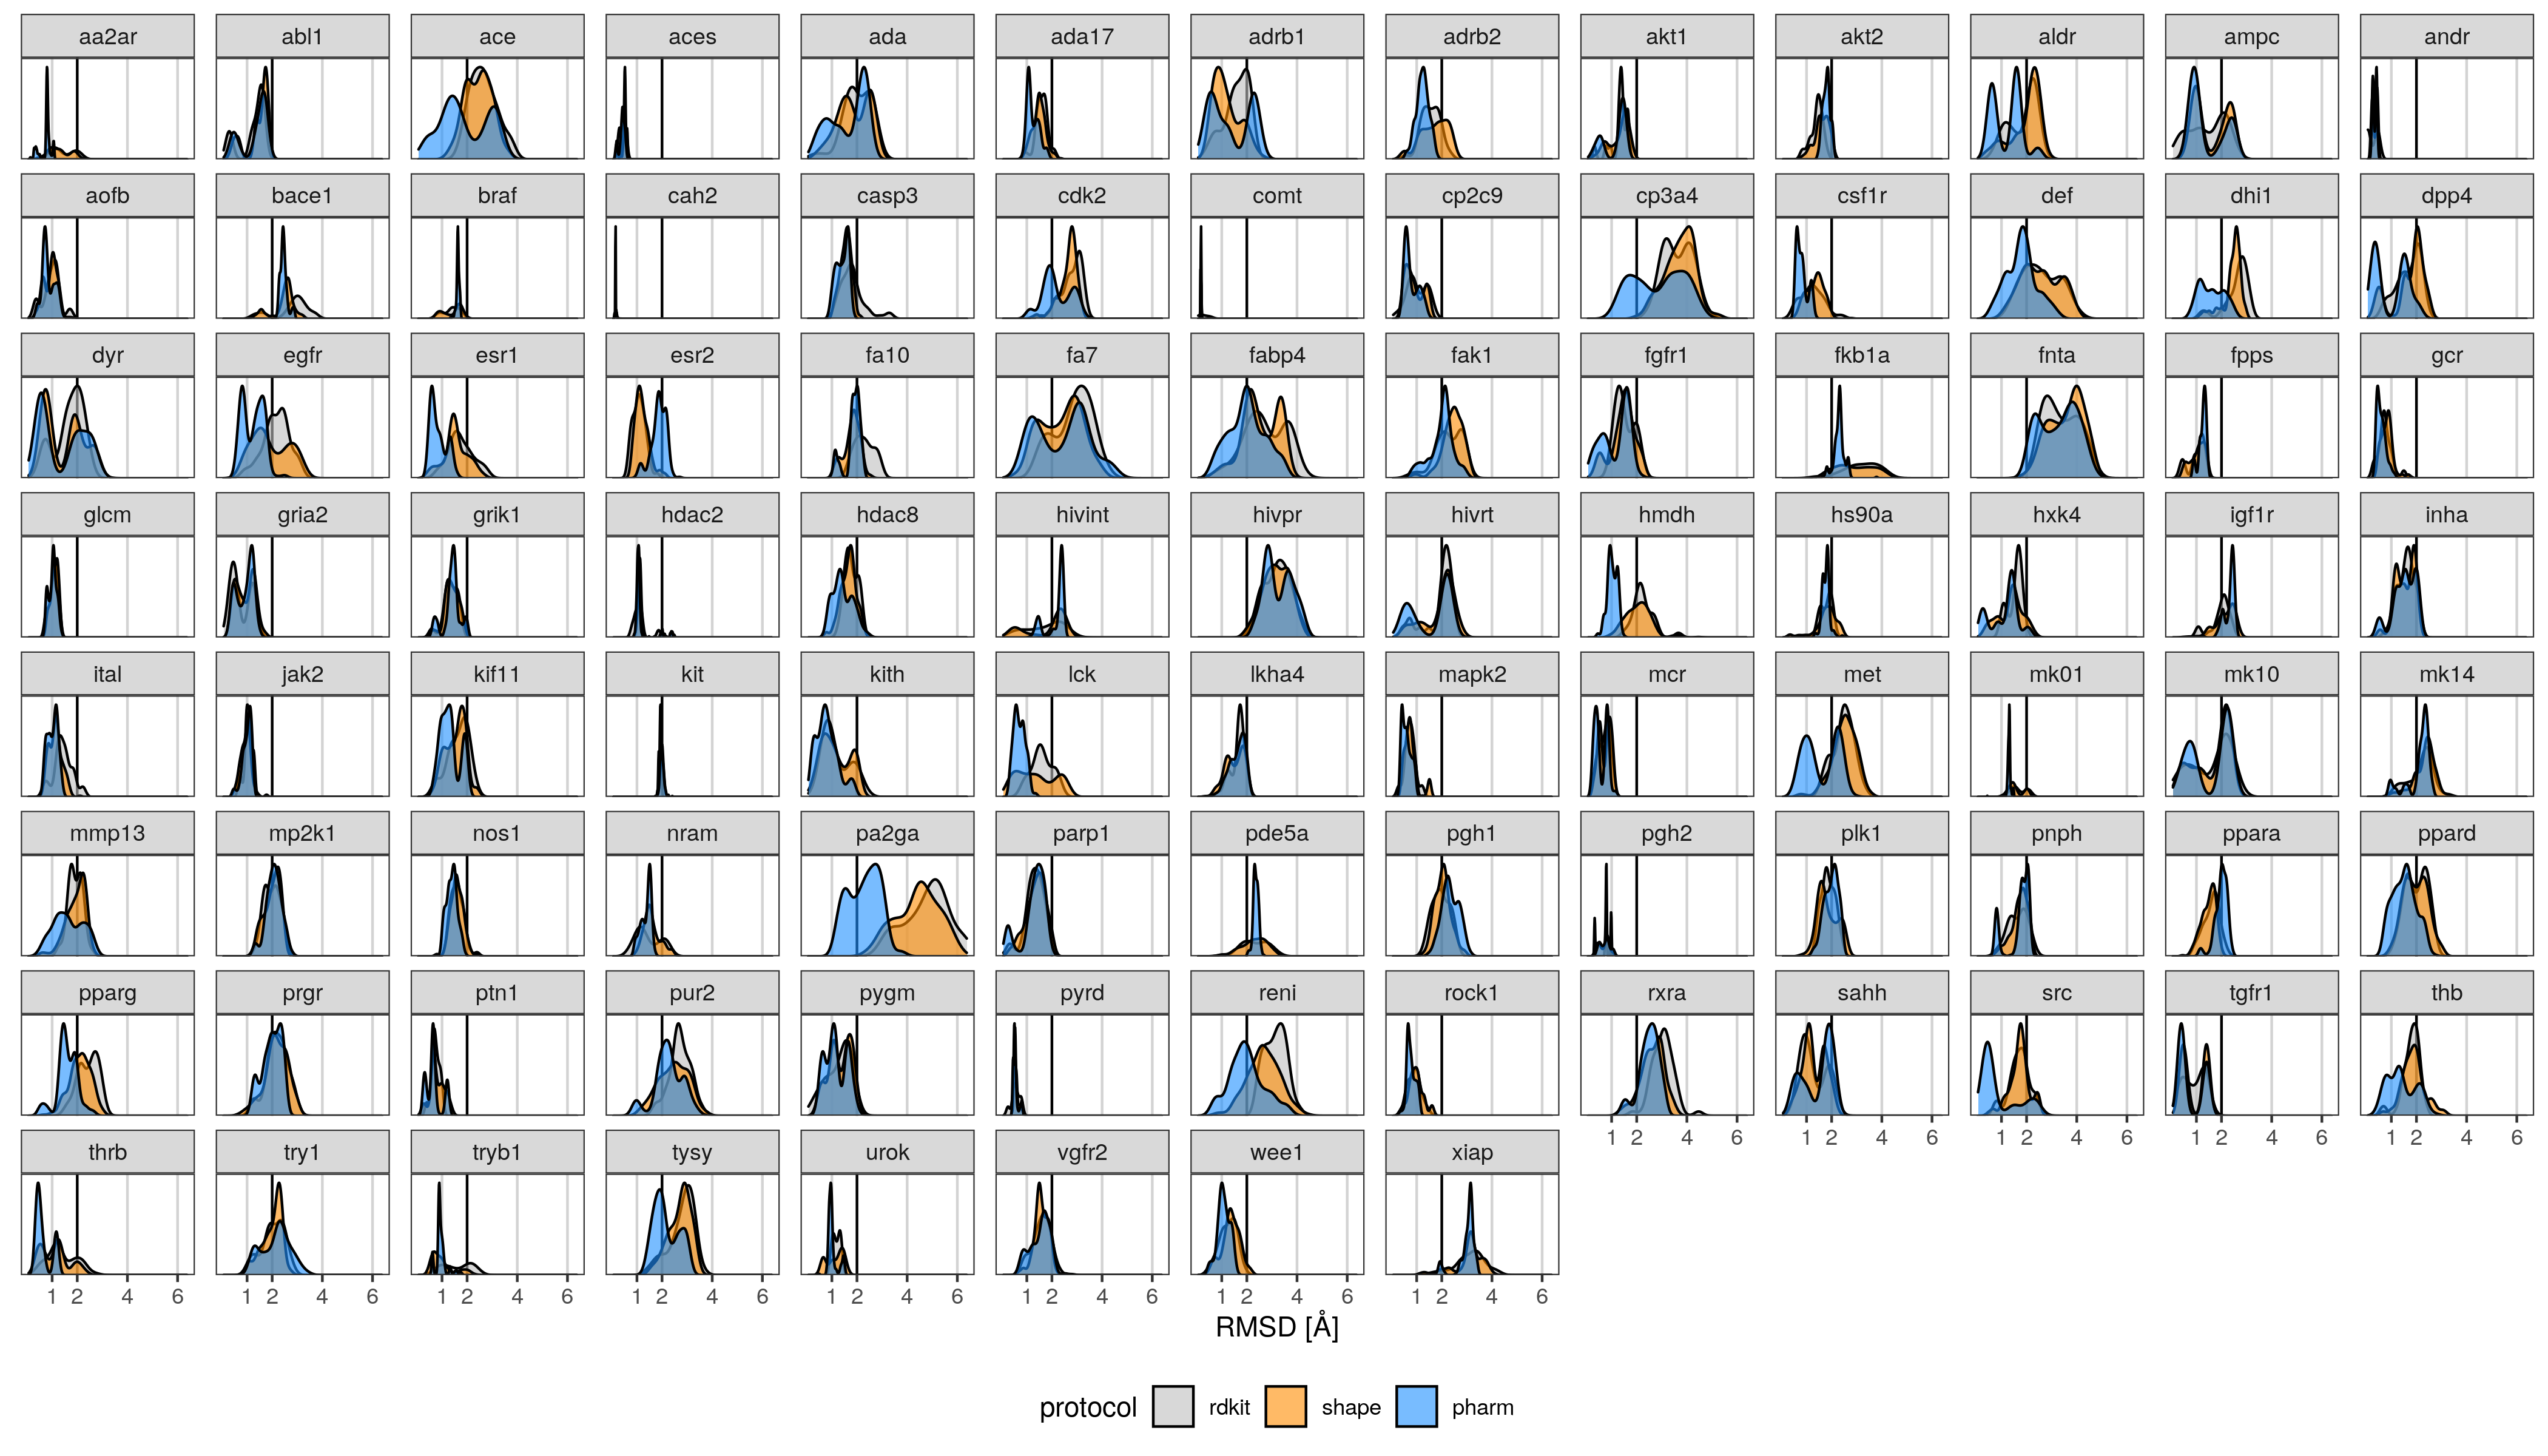 aa2ar abl1 ace aces ada ada17 adrb1 adrb2 akt1 akt2 aldr ampc andr
aofb bace1 braf cah2 casp3 cdk2 comt cp2c9 cp3a4 csf1r def dhi1 dpp4
dyr egfr esr1 esr2 fa10 fa7 fabp4 fak1 fgfr1 fkb1a fnta fpps gcr
glcm gria2 grik1 hdac2 hdac8 hivint hivpr hivrt hmdh hs90a hxk4 igf1r inha
ital jak2 kif11 kit kith lck lkha4 mapk2 mcr met mk01 mk10 mk14
mmp13 mp2k1 nos1 nram pa2ga parp1 pde5a pgh1 pgh2 plk1 pnph ppara ppard
pparg prgr ptn1 pur2 pygm pyrd reni rock1 rxra sahh src tgfr1 thb
1 2 4 6 1 2 4 6 1 2 4 6 1 2 4 6 1 2 4 6
thrb try1 tryb1 tysy urok vgfr2 wee1 xiap
1 2 4 6 1 2 4 6 1 2 4 6 1 2 4 6 1 2 4 6 1 2 4 6 1 2 4 6 1 2 4 6
RMSD [Å]
protocol rdkit shape pharm